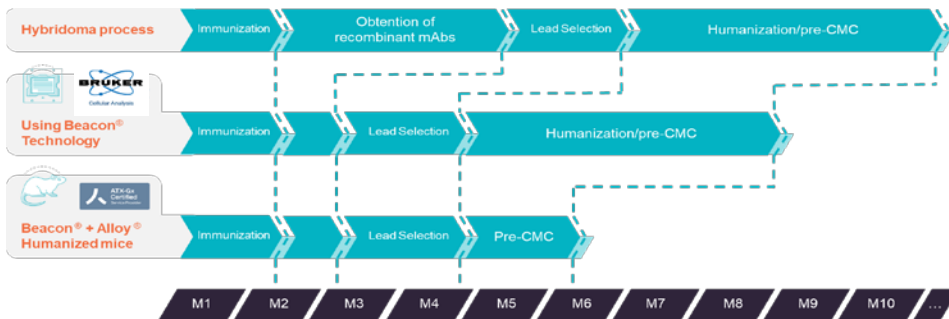 Hybridoma process
Immunization
Obtention of
recombinant mAbs
Lead Selection
Humanization/pre-CMC
BRUKER
Cellular Analysis
Using Beacon®
Technology
Immunization
Lead Selection
Humanization/pre-CMC
ATX-Gx
Certified
Beacon® + Alloy®
Humanized mice
Immunization
Lead Selection
Pre-CMC
M1
M2
M3
M4
M5
M6
M7
M8
M9
M10
...